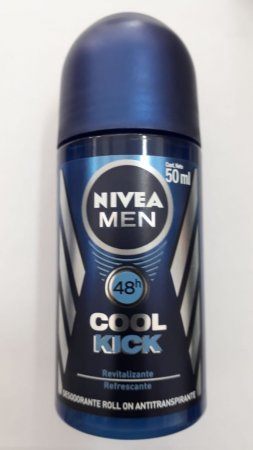 Cont. Neto
50 ml
NIVEA
MEN
48h
COOL
KICK
Revitalizante
Refrescante
DESODORANTE ROLL ON ANTITRANSPIRANTE